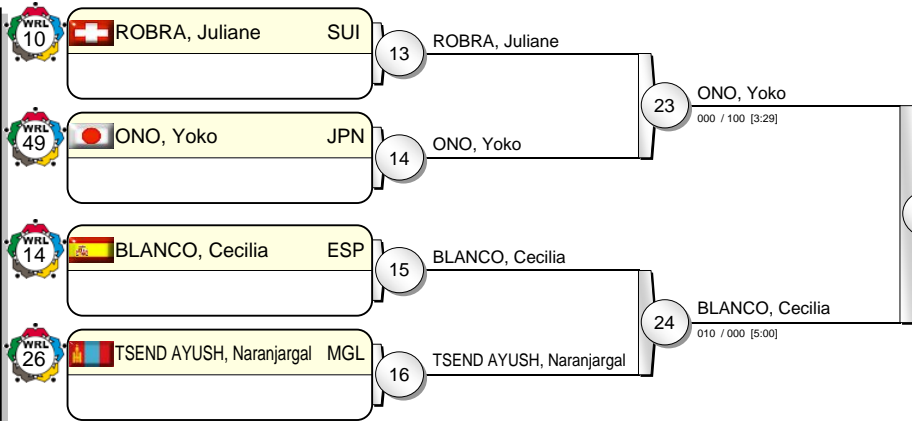 WRL
10
ROBRA, Juliane SUI
13
ROBRA, Juliane
23
ONO, Yoko
000 / 100 [3:29]
WRL
49
ONO, Yoko JPN
14
ONO, Yoko
WRL
14
BLANCO, Cecilia ESP
15
BLANCO, Cecilia
24
BLANCO, Cecilia
010 / 000 [5:00]
WRL
26
TSEND AYUSH, Naranjargal MGL
16
TSEND AYUSH, Naranjargal